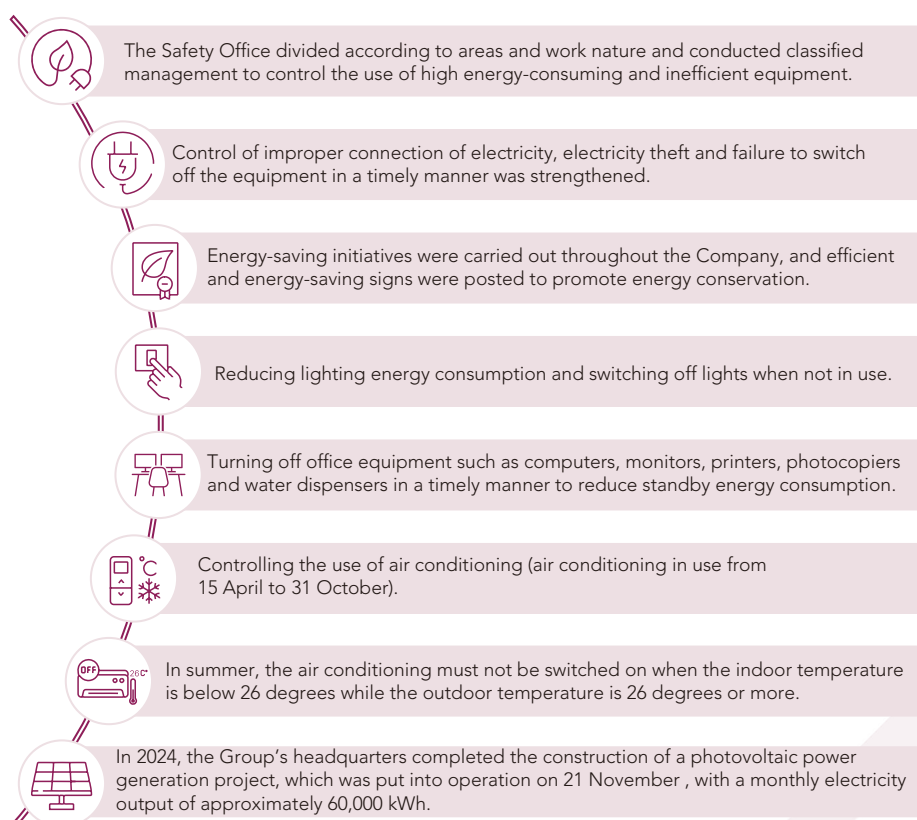 The Safety Office divided according to areas and work nature and conducted classified
management to control the use of high energy-consuming and inefficient equipment.
Control of improper connection of electricity, electricity theft and failure to switch
off the equipment in a timely manner was strengthened.
Energy-saving initiatives were carried out throughout the Company, and efficient
and energy-saving signs were posted to promote energy conservation.
Reducing lighting energy consumption and switching off lights when not in use.
Turning off office equipment such as computers, monitors, printers, photocopiers
and water dispensers in a timely manner to reduce standby energy consumption.
°C
Controlling the use of air conditioning (air conditioning in use from
15 April to 31 October).
OFF
26C°
In summer, the air conditioning must not be switched on when the indoor temperature
is below 26 degrees while the outdoor temperature is 26 degrees or more.
In 2024, the Group's headquarters completed the construction of a photovoltaic power
generation project, which was put into operation on 21 November , with a monthly electricity
output of approximately 60,000 kWh.